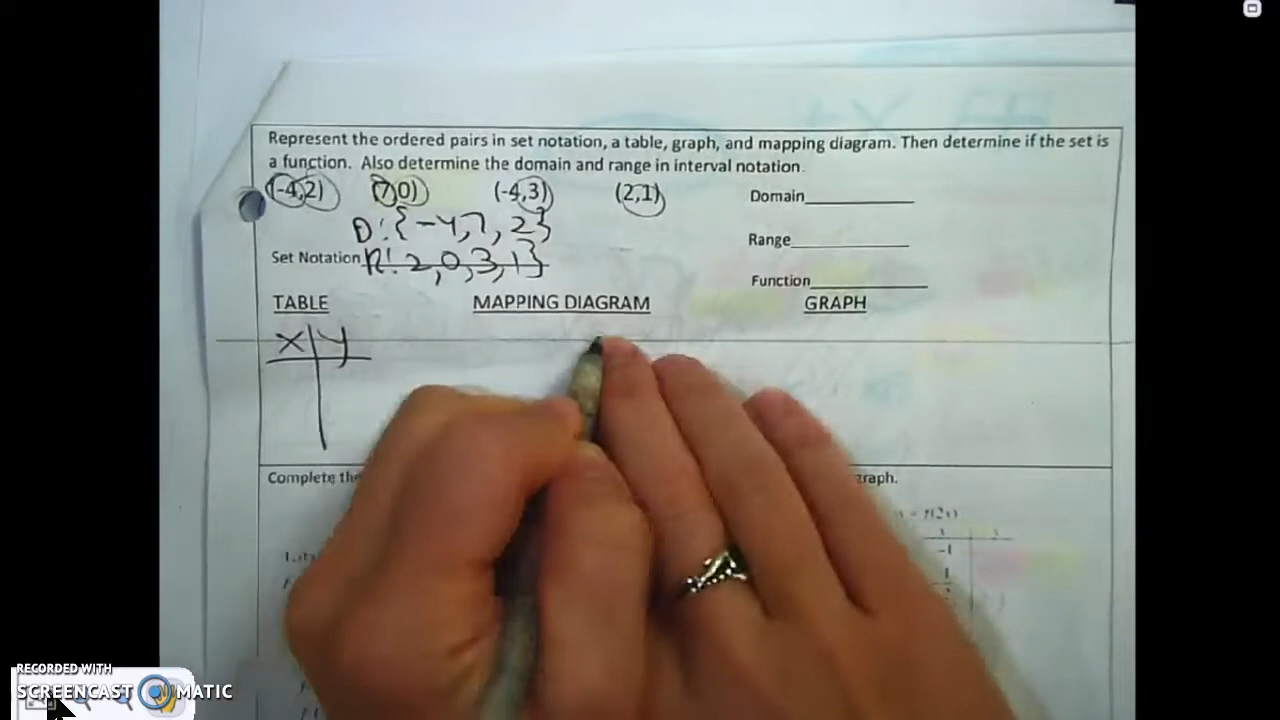 Represent the ordered pairs in set notation, a table, graph, and mapping diagram. Then determine if the set is
a function. Also determine the domain and range in interval notation.
(-4,2) (7,0) (-4,3) (2,1) Domain
D:{-4,7,2}
Range
Set Notation R:2,0,3,1}
Function
TABLE MAPPING DIAGRAM GRAPH
X Y
Complete the graph.
-1
RECORDED WITH
SCREENCAST MATIC